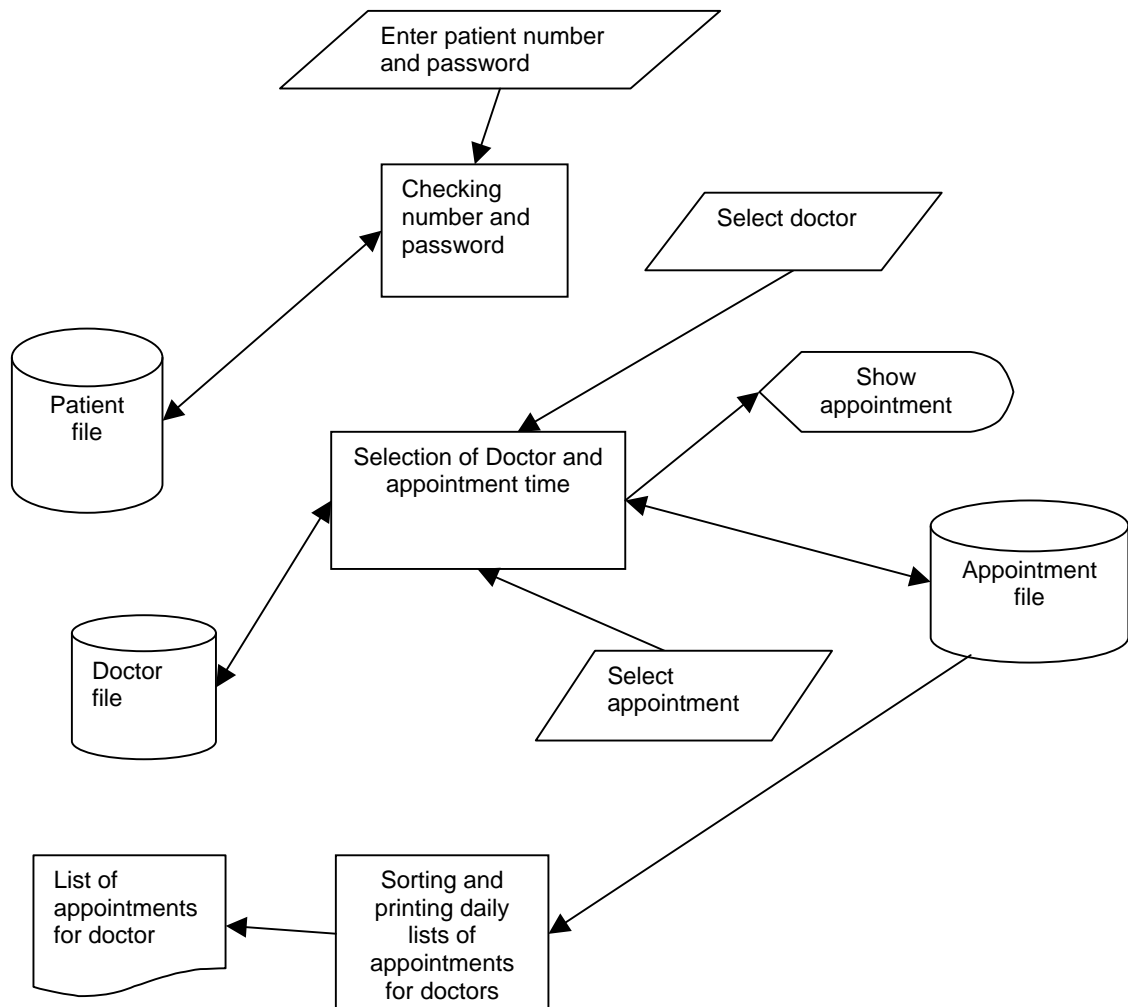 Enter patient number
and password
Checking
number and
password
Select doctor
Patient
file
Show
appointment
Selection of Doctor and
appointment time
Appointment
file
Doctor
file
Select
appointment
List of
appointments
for doctor
Sorting and
printing daily
lists of
appointments
for doctors